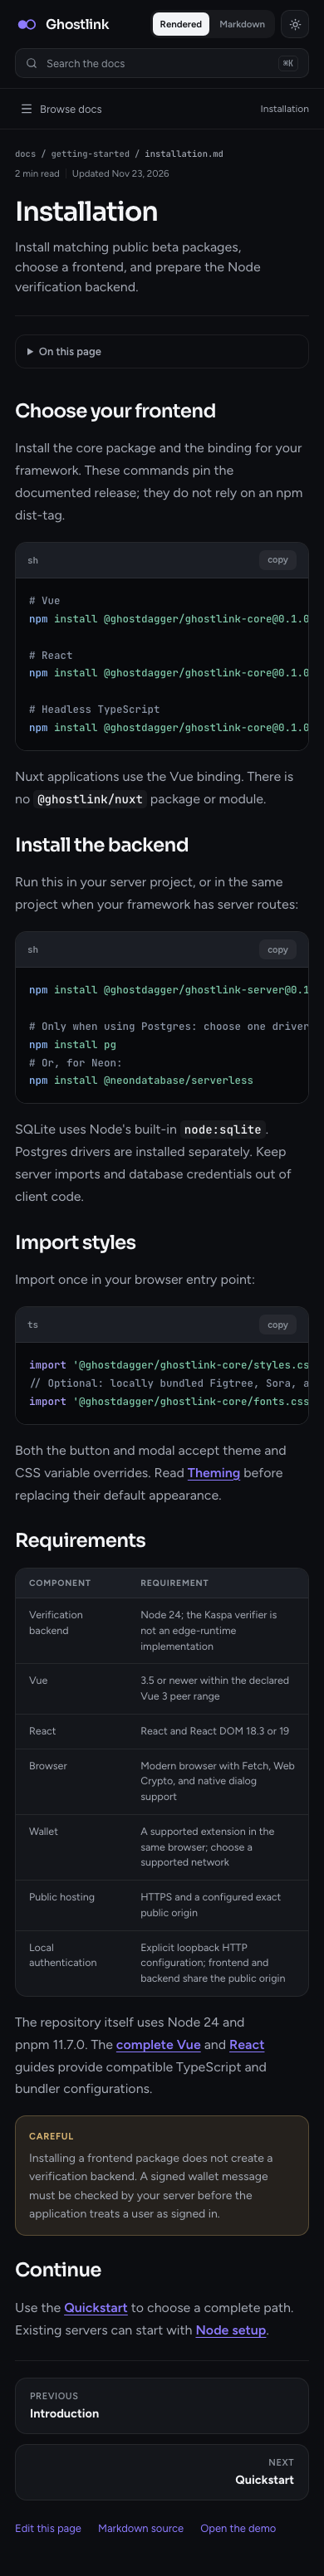 Ghostlink
Rendered
Markdown
Search the docs
⌘K
Browse docs
Installation
docs / getting-started / installation.md
2 min read
Updated Nov 23, 2026
Installation
Install matching public beta packages,
choose a frontend, and prepare the Node
verification backend.
On this page
Choose your frontend
Install the core package and the binding for your
framework. These commands pin the
documented release; they do not rely on an npm
dist-tag.
sh
copy
# Vue
npm install @ghostdagger/ghostlink-core@0.1.0
# React
npm install @ghostdagger/ghostlink-core@0.1.0
# Headless TypeScript
npm install @ghostdagger/ghostlink-core@0.1.0
Nuxt applications use the Vue binding. There is
no @ghostlink/nuxt package or module.
Install the backend
Run this in your server project, or in the same
project when your framework has server routes:
sh
copy
npm install @ghostdagger/ghostlink-server@0.1
# Only when using Postgres: choose one driver
npm install pg
# Or, for Neon:
npm install @neondatabase/serverless
SQLite uses Node's built-in node:sqlite.
Postgres drivers are installed separately. Keep
server imports and database credentials out of
client code.
Import styles
Import once in your browser entry point:
ts
copy
import '@ghostdagger/ghostlink-core/styles.cs
// Optional: locally bundled Figtree, Sora, a
import '@ghostdagger/ghostlink-core/fonts.css
Both the button and modal accept theme and
CSS variable overrides. Read Theming before
replacing their default appearance.
Requirements
COMPONENT
REQUIREMENT
Verification
backend
Node 24; the Kaspa verifier is
not an edge-runtime
implementation
Vue
3.5 or newer within the declared
Vue 3 peer range
React
React and React DOM 18.3 or 19
Browser
Modern browser with Fetch, Web
Crypto, and native dialog
support
Wallet
A supported extension in the
same browser; choose a
supported network
Public hosting
HTTPS and a configured exact
public origin
Local
authentication
Explicit loopback HTTP
configuration; frontend and
backend share the public origin
The repository itself uses Node 24 and
pnpm 11.7.0. The complete Vue and React
guides provide compatible TypeScript and
bundler configurations.
CAREFUL
Installing a frontend package does not create a
verification backend. A signed wallet message
must be checked by your server before the
application treats a user as signed in.
Continue
Use the Quickstart to choose a complete path.
Existing servers can start with Node setup.
PREVIOUS
Introduction
NEXT
Quickstart
Edit this page
Markdown source
Open the demo